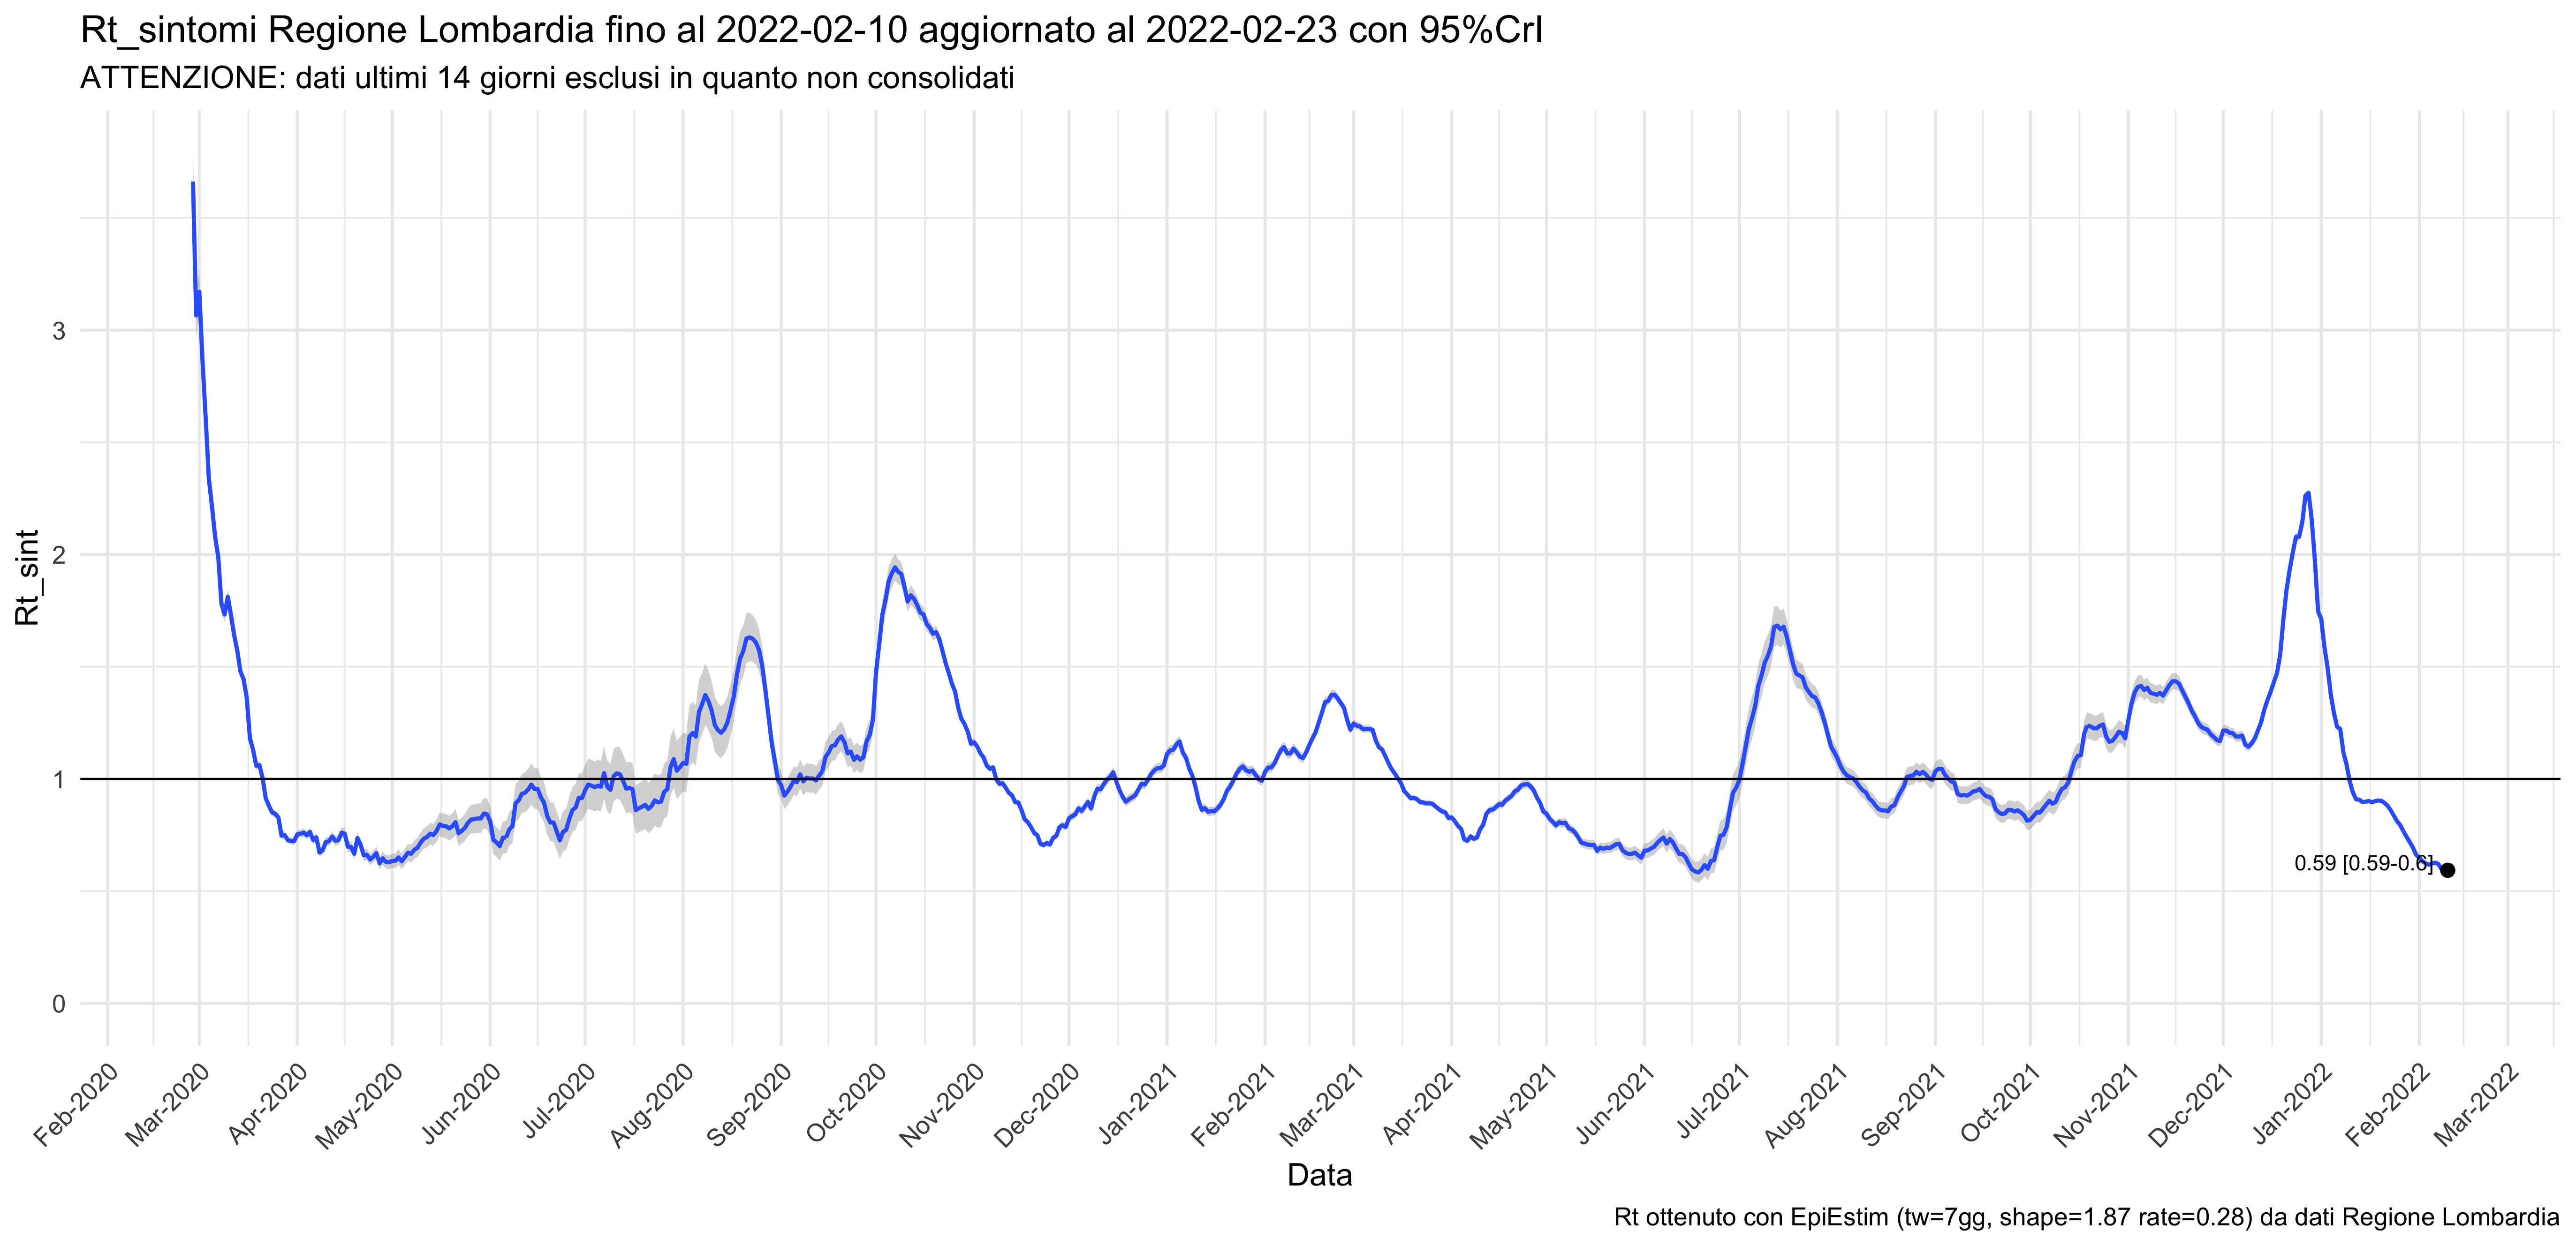 Rt_sintomi Regione Lombardia fino al 2022-02-10 aggiornato al 2022-02-23 con 95%CrI
ATTENZIONE: dati ultimi 14 giorni esclusi in quanto non consolidati
Rt_sint
3
2
1
0
0.59 [0.59-0.6]
Feb-2020
Mar-2020
Apr-2020
May-2020
Jun-2020
Jul-2020
Aug-2020
Sep-2020
Oct-2020
Nov-2020
Dec-2020
Jan-2021
Feb-2021
Mar-2021
Apr-2021
May-2021
Jun-2021
Jul-2021
Aug-2021
Sep-2021
Oct-2021
Nov-2021
Dec-2021
Jan-2022
Feb-2022
Mar-2022
Data
Rt ottenuto con EpiEstim (tw=7gg, shape=1.87 rate=0.28) da dati Regione Lombardia